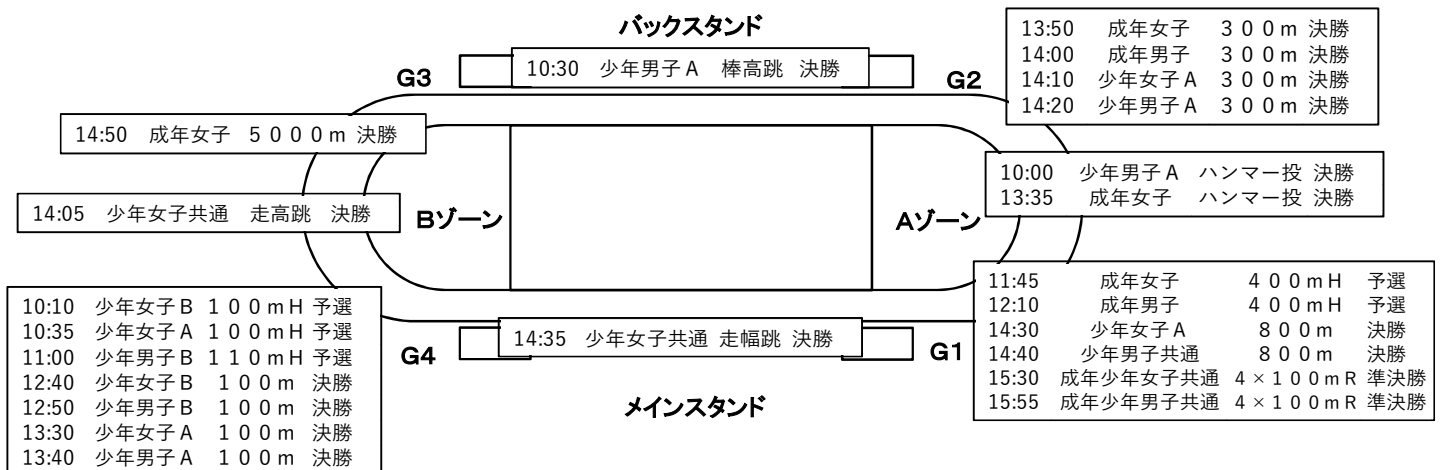 バックスタンド
10:30 少年男子A 棒高跳 決勝
G3
G2
13:50 成年女子 300m 決勝
14:00 成年男子 300m 決勝
14:10 少年女子A 300m 決勝
14:20 少年男子A 300m 決勝
14:50 成年女子 5000m 決勝
10:00 少年男子A ハンマー投 決勝
13:35 成年女子 ハンマー投 決勝
14:05 少年女子共通 走高跳 決勝
Bゾーン
Aゾーン
10:10 少年女子B 100mH 予選
10:35 少年女子A 100mH 予選
11:00 少年男子B 110mH 予選
12:40 少年女子B 100m 決勝
12:50 少年男子B 100m 決勝
13:30 少年女子A 100m 決勝
13:40 少年男子A 100m 決勝
G4
14:35 少年女子共通 走幅跳 決勝
G1
11:45 成年女子 400mH 予選
12:10 成年男子 400mH 予選
14:30 少年女子A 800m 決勝
14:40 少年男子共通 800m 決勝
15:30 成年少年女子共通 4×100mR 準決勝
15:55 成年少年男子共通 4×100mR 準決勝
メインスタンド